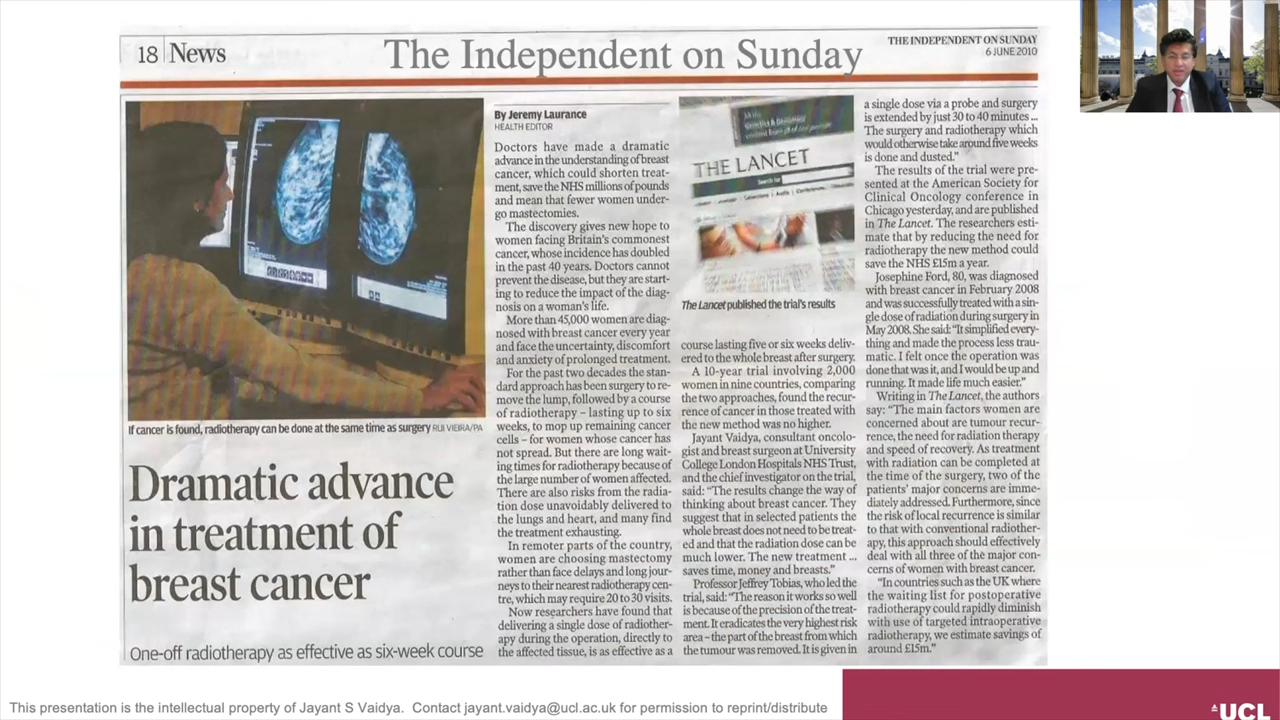 18 News
The Independent on Sunday
THE INDEPENDENT ON SUNDAY
6 JUNE 2010
If cancer is found, radiotherapy can be done at the same time as surgery RUI VIEIRA/PA
Dramatic advance
in treatment of
breast cancer
One-off radiotherapy as effective as six-week course
By Jeremy Laurance
HEALTH EDITOR
Doctors have made a dramatic
advance in the understanding of breast
cancer, which could shorten treat-
ment, save the NHS millions of pounds
and mean that fewer women under-
go mastectomies.
The discovery gives new hope to
women facing Britain's commonest
cancer, whose incidence has doubled
in the past 40 years. Doctors cannot
prevent the disease, but they are start-
ing to reduce the impact of the diag-
nosis on a woman's life.
More than 45,000 women are diag-
nosed with breast cancer every year
and face the uncertainty, discomfort
and anxiety of prolonged treatment.
For the past two decades the stan-
dard approach has been surgery to re-
move the lump, followed by a course
of radiotherapy – lasting up to six
weeks, to mop up remaining cancer
cells – for women whose cancer has
not spread. But there are long wait-
ing times for radiotherapy because of
the large number of women affected.
There are also risks from the radia-
tion dose unavoidably delivered to
the lungs and heart, and many find
the treatment exhausting.
In remoter parts of the country,
women are choosing mastectomy
rather than face delays and long jour-
neys to their nearest radiotherapy cen-
tre, which may require 20 to 30 visits.
Now researchers have found that
delivering a single dose of radiother-
apy during the operation, directly to
the affected tissue, is as effective as a
THE LANCET
Search for
The Lancet published the trial's results
course lasting five or six weeks deliv-
ered to the whole breast after surgery.
A 10-year trial involving 2,000
women in nine countries, comparing
the two approaches, found the recur-
rence of cancer in those treated with
the new method was no higher.
Jayant Vaidya, consultant oncolo-
gist and breast surgeon at University
College London Hospitals NHS Trust,
and the chief investigator on the trial,
said: "The results change the way of
thinking about breast cancer. They
suggest that in selected patients the
whole breast does not need to be treat-
ed and that the radiation dose can be
much lower. The new treatment ...
saves time, money and breasts."
Professor Jeffrey Tobias, who led the
trial, said: "The reason it works so well
is because of the precision of the treat-
ment. It eradicates the very highest risk
area – the part of the breast from which
the tumour was removed. It is given in
a single dose via a probe and surgery
is extended by just 30 to 40 minutes ...
The surgery and radiotherapy which
would otherwise take around five weeks
is done and dusted."
The results of the trial were pre-
sented at the American Society for
Clinical Oncology conference in
Chicago yesterday, and are published
in The Lancet. The researchers esti-
mate that by reducing the need for
radiotherapy the new method could
save the NHS £15m a year.
Josephine Ford, 80, was diagnosed
with breast cancer in February 2008
and was successfully treated with a sin-
gle dose of radiation during surgery in
May 2008. She said: "It simplified every-
thing and made the process less trau-
matic. I felt once the operation was
done that was it, and I would be up and
running. It made life much easier."
Writing in The Lancet, the authors
say: "The main factors women are
concerned about are tumour recur-
rence, the need for radiation therapy
and speed of recovery. As treatment
with radiation can be completed at
the time of the surgery, two of the
patients' major concerns are imme-
diately addressed. Furthermore, since
the risk of local recurrence is similar
to that with conventional radiother-
apy, this approach should effectively
deal with all three of the major con-
cerns of women with breast cancer.
"In countries such as the UK where
the waiting list for postoperative
radiotherapy could rapidly diminish
with use of targeted intraoperative
radiotherapy, we estimate savings of
around £15m."
This presentation is the intellectual property of Jayant S Vaidya. Contact jayant.vaidya@ucl.ac.uk for permission to reprint/distribute
UCL